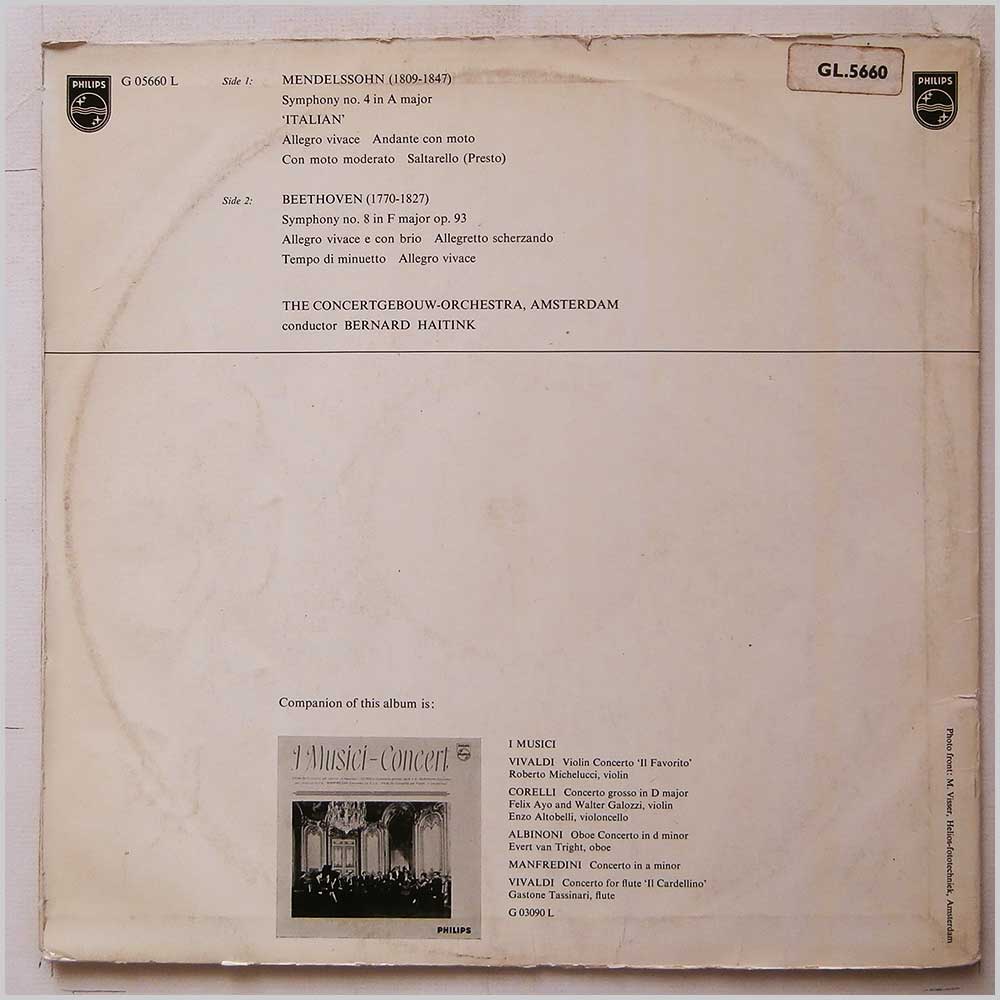 PHILIPS
G 05660 L
Side 1:
MENDELSSOHN (1809-1847)
Symphony no. 4 in A major
‘ITALIAN’
Allegro vivace Andante con moto
Con moto moderato Saltarello (Presto)
GL.5660
PHILIPS
Side 2:
BEETHOVEN (1770-1827)
Symphony no. 8 in F major op. 93
Allegro vivace e con brio Allegretto scherzando
Tempo di minuetto Allegro vivace
THE CONCERTGEBOUW-ORCHESTRA, AMSTERDAM
conductor BERNARD HAITINK
Companion of this album is:
I Musici-Concert
PHILIPS
I MUSICI
VIVALDI Violin Concerto ‘Il Favorito’
Roberto Michelucci, violin
CORELLI Concerto grosso in D major
Felix Ayo and Walter Galozzi, violin
Enzo Altobelli, violoncello
ALBINONI Oboe Concerto in d minor
Evert van Tright, oboe
MANFREDINI Concerto in a minor
VIVALDI Concerto for flute ‘Il Cardellino’
Gastone Tassinari, flute
G 03090 L
Photo front: M. Visser, Helios-fototechniek, Amsterdam